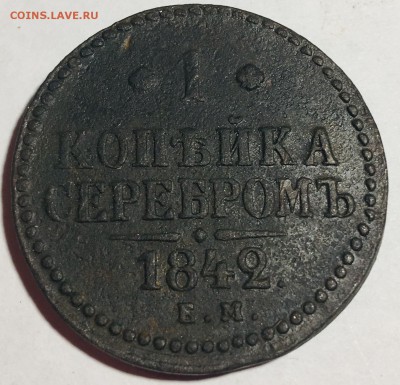 COINS.LAVE.RU
1
КОПѢЙКА
СЕРЕБРОМЪ
1842.
Е.М.